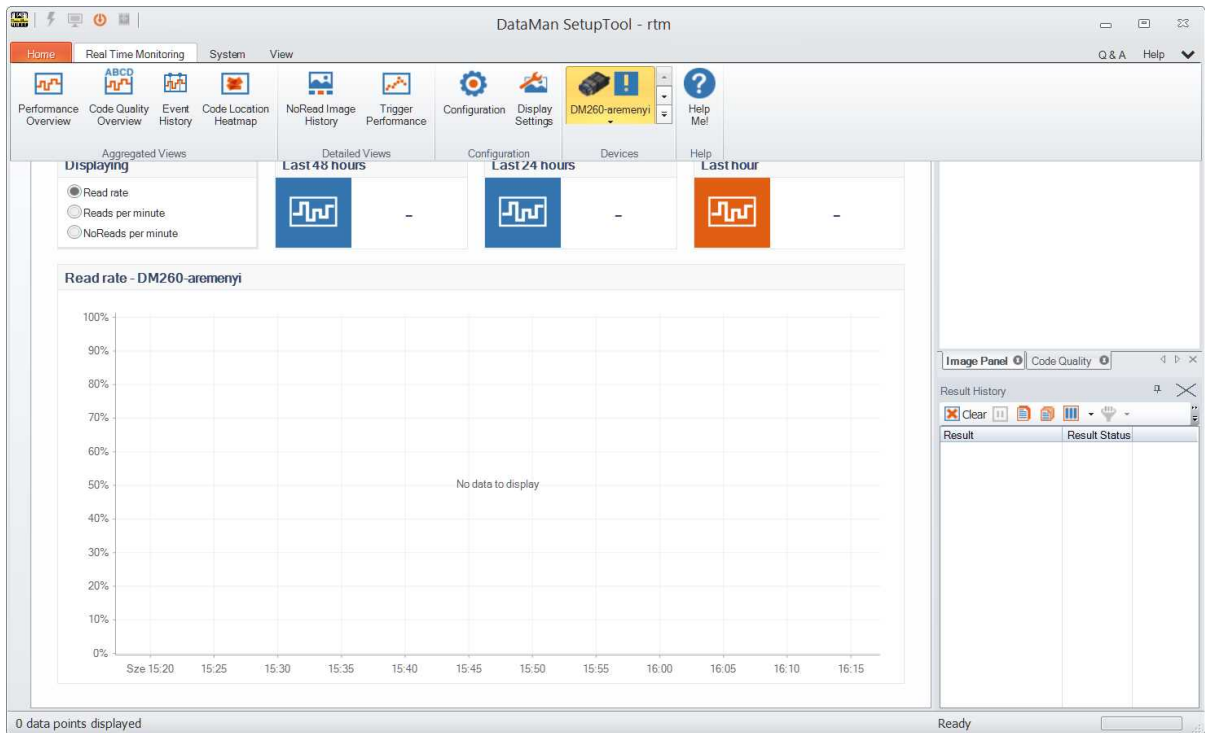 DataMan SetupTool - rtm
Home Real Time Monitoring System View Q & A Help
ABCD
Performance Overview
Code Quality Overview
Event History
Code Location Heatmap
NoRead Image History
Trigger Performance
Configuration
Display Settings
DM260-aremenyi
Help Me!
Aggregated Views Detailed Views Configuration Devices Help
Displaying
Read rate
Reads per minute
NoReads per minute
Last 48 hours
-
Last 24 hours
-
Last hour
-
Read rate - DM260-aremenyi
100%
90%
80%
70%
60%
50%
40%
30%
20%
10%
0%
No data to display
Sze 15:20 15:25 15:30 15:35 15:40 15:45 15:50 15:55 16:00 16:05 16:10 16:15
Image Panel Code Quality
Result History
Clear
Result Result Status
0 data points displayed Ready